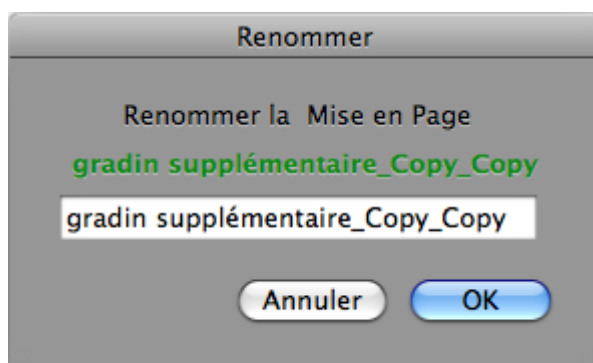 Renommer
Renommer la  Mise en Page
gradin supplémentaire_Copy_Copy
gradin supplémentaire_Copy_Copy
Annuler OK